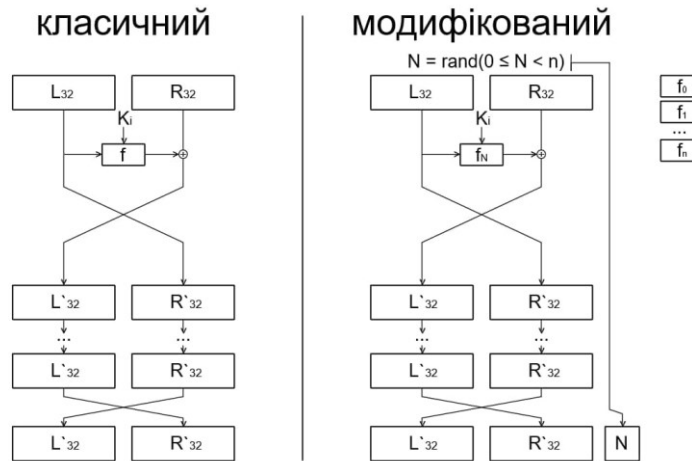 класичний
модифікований
N = rand(0 ≤ N < n)
L32
R32
Ki
f
L`32
R`32
...
...
L`32
R`32
L`32
R`32
L32
R32
Ki
fN
L`32
R`32
...
...
L`32
R`32
L`32
R`32
N
f0
f1
...
fn